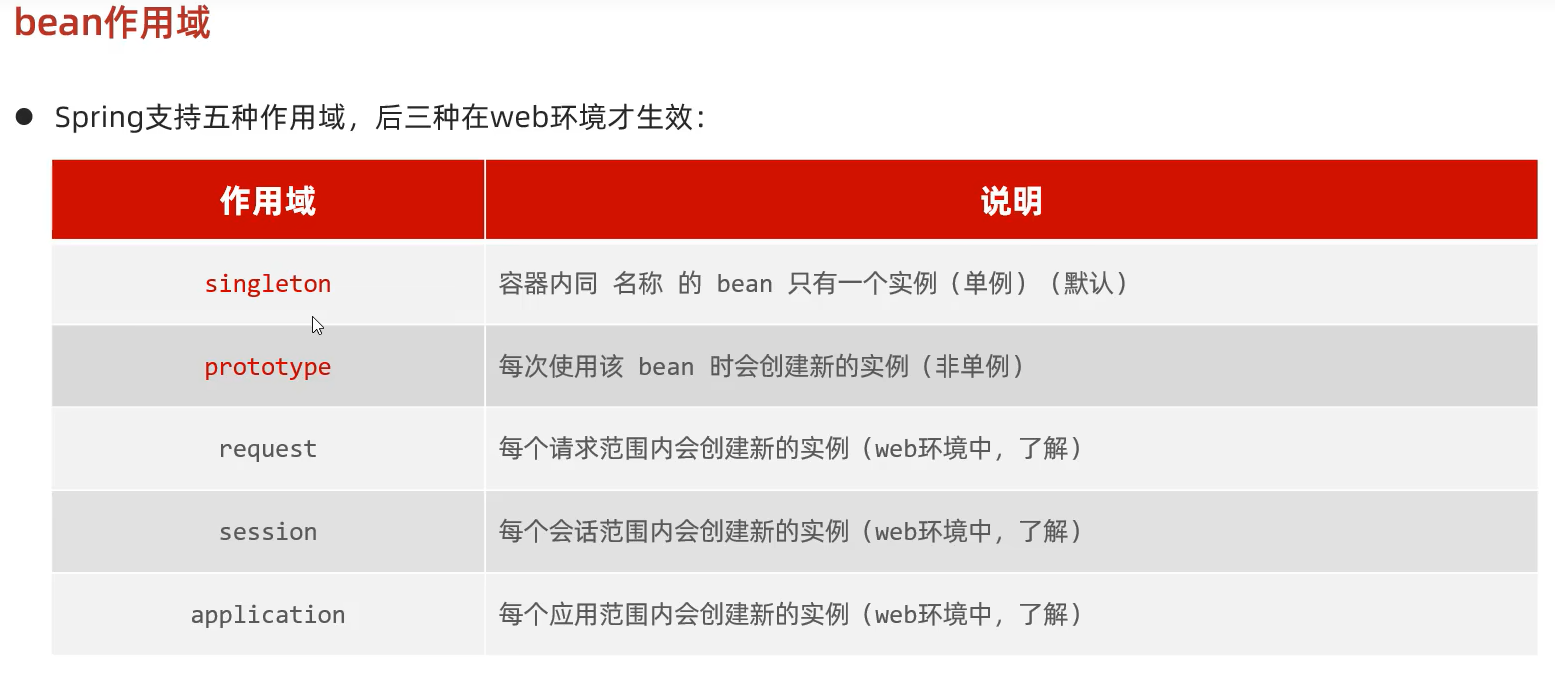 bean作用域
● Spring支持五种作用域，后三种在web环境才生效：
作用域 说明
singleton 容器内同 名称 的 bean 只有一个实例（单例）（默认）
prototype 每次使用该 bean 时会创建新的实例（非单例）
request 每个请求范围内会创建新的实例（web环境中，了解）
session 每个会话范围内会创建新的实例（web环境中，了解）
application 每个应用范围内会创建新的实例（web环境中，了解）